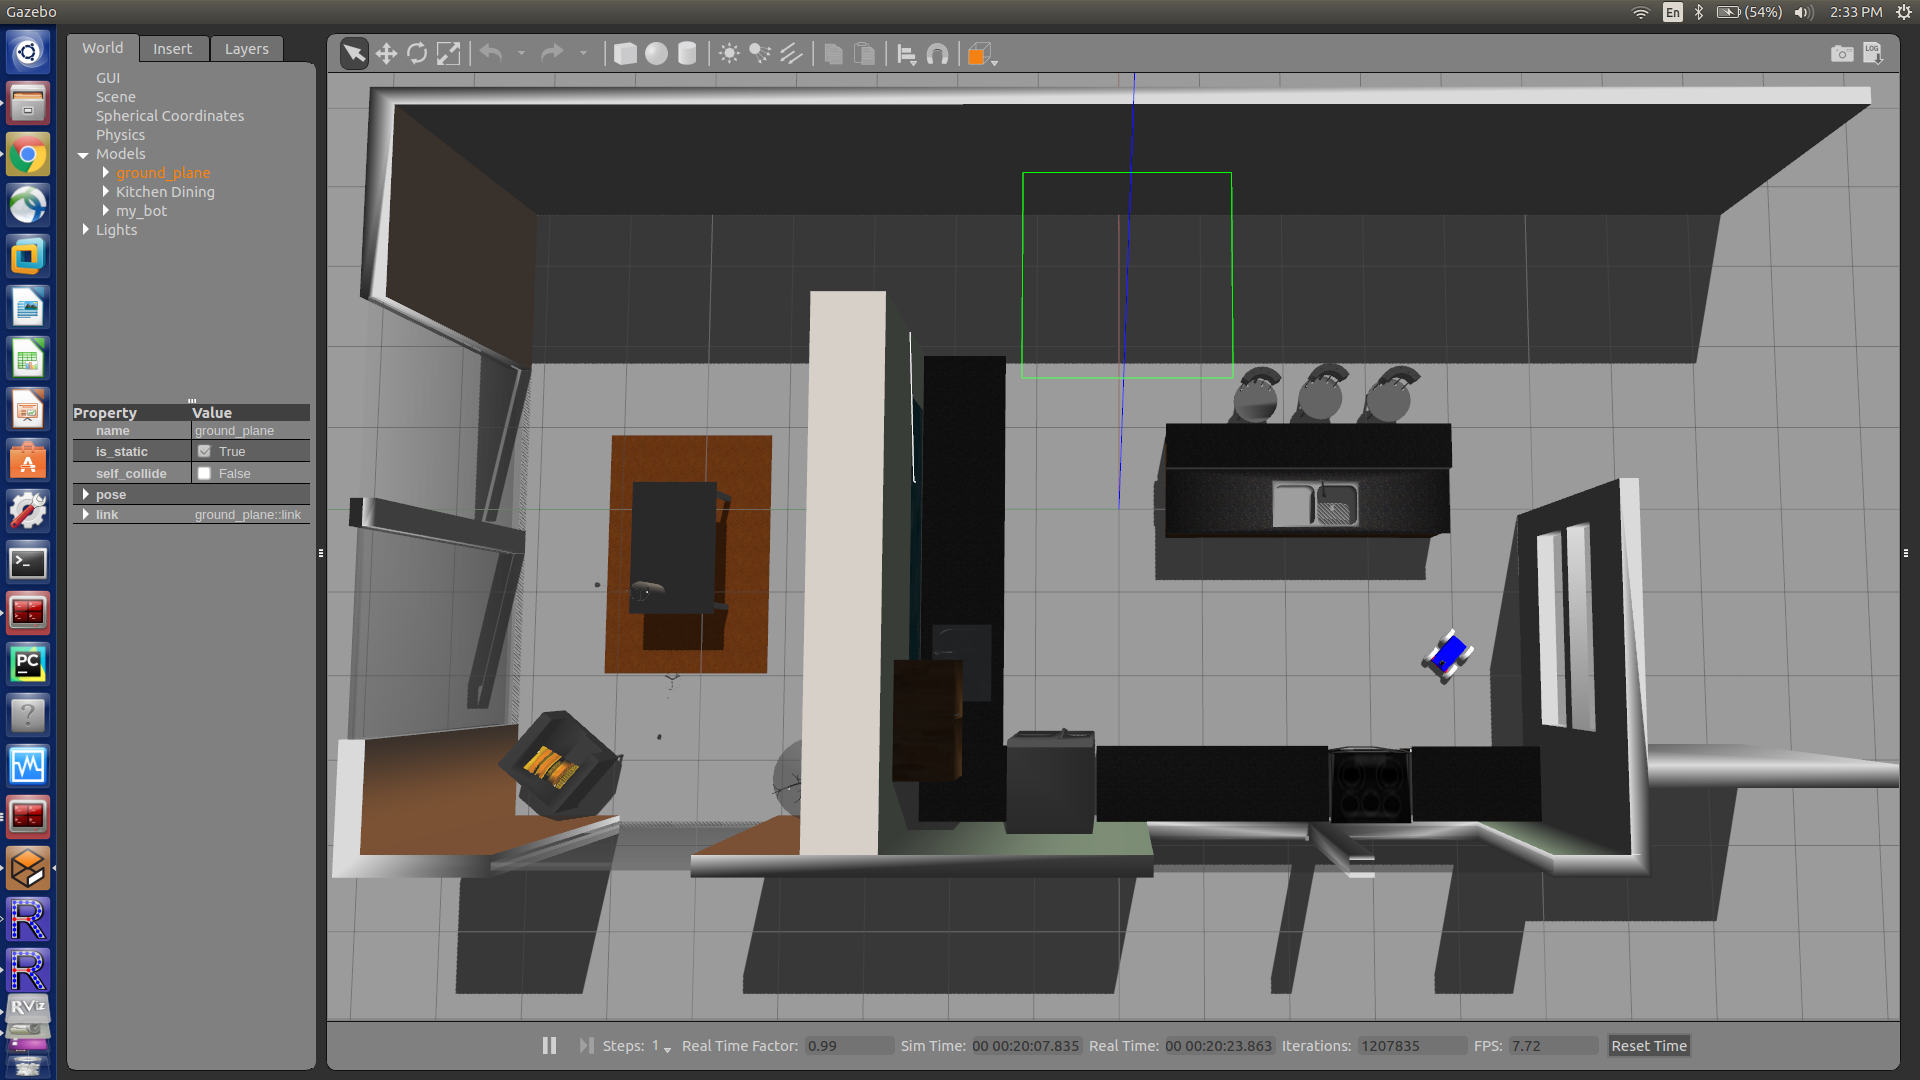 Gazebo
En (54%) 2:33 PM
World Insert Layers
LOG
GUI
Scene
Spherical Coordinates
Physics
Models
ground_plane
Kitchen Dining
my_bot
Lights
Property Value
name ground_plane
is_static True
self_collide False
pose
link ground_plane::link
PC
R
R
RViz
Steps: 1 Real Time Factor: 0.99 Sim Time: 00 00:20:07.835 Real Time: 00 00:20:23.863 Iterations: 1207835 FPS: 7.72 Reset Time